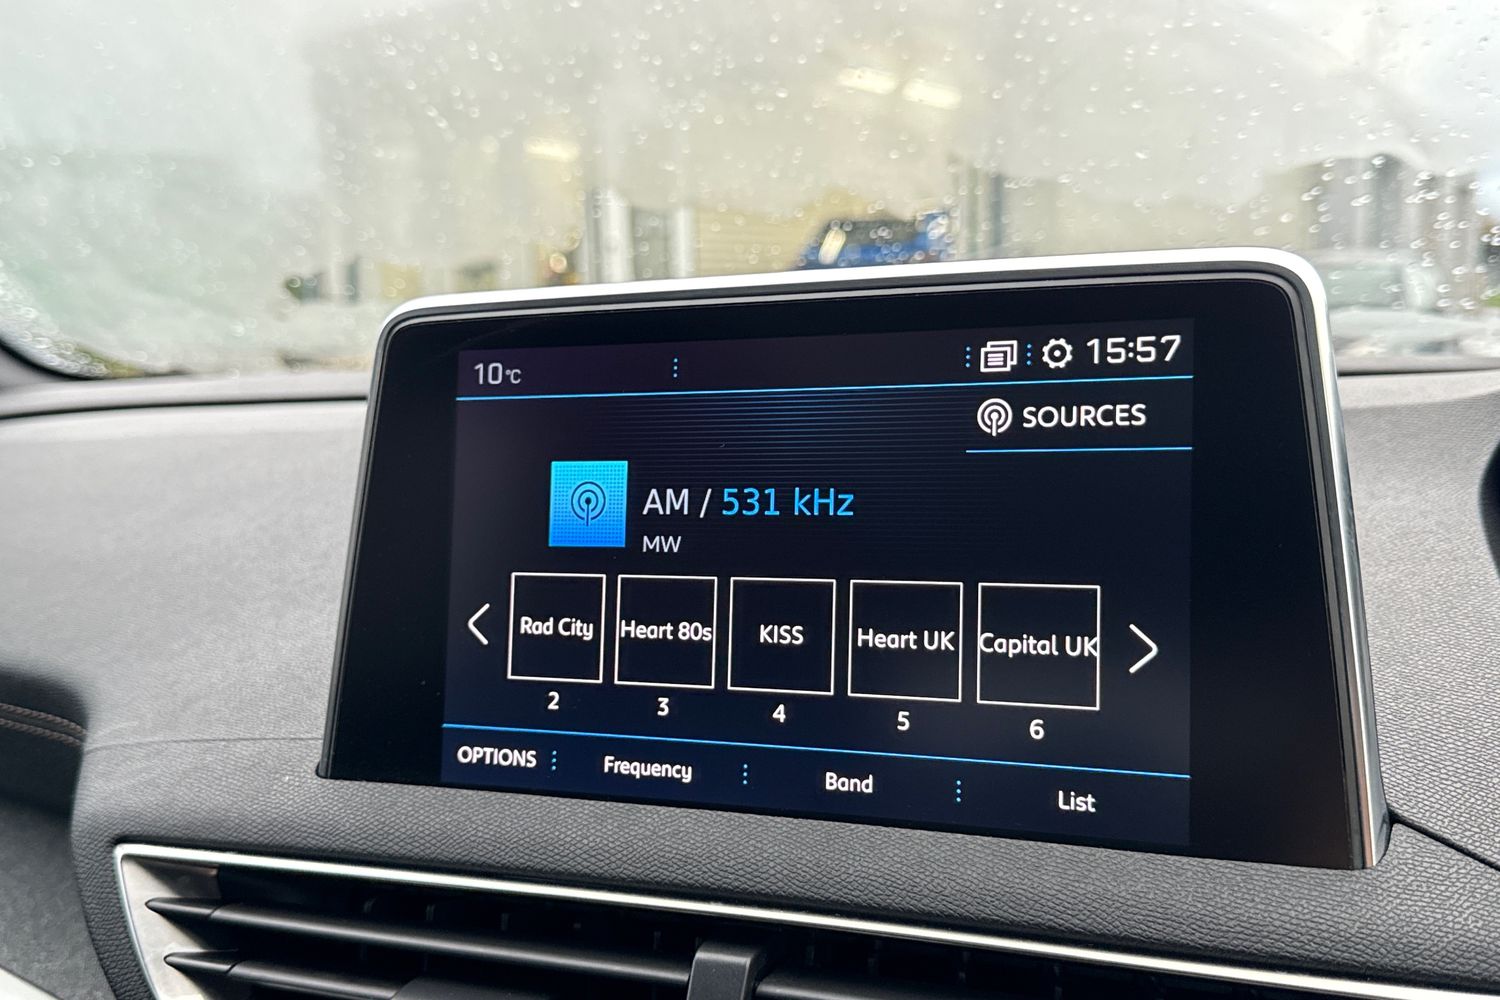 10°C
15:57
SOURCES
AM / 531 kHz
MW
Rad City Heart 80s KISS Heart UK Capital UK
2 3 4 5 6
OPTIONS Frequency Band List